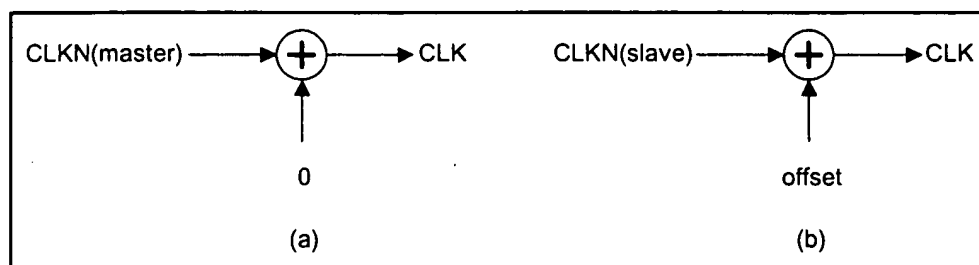 CLKN(master) + CLK CLKN(slave) + CLK
0 offset
(a) (b)